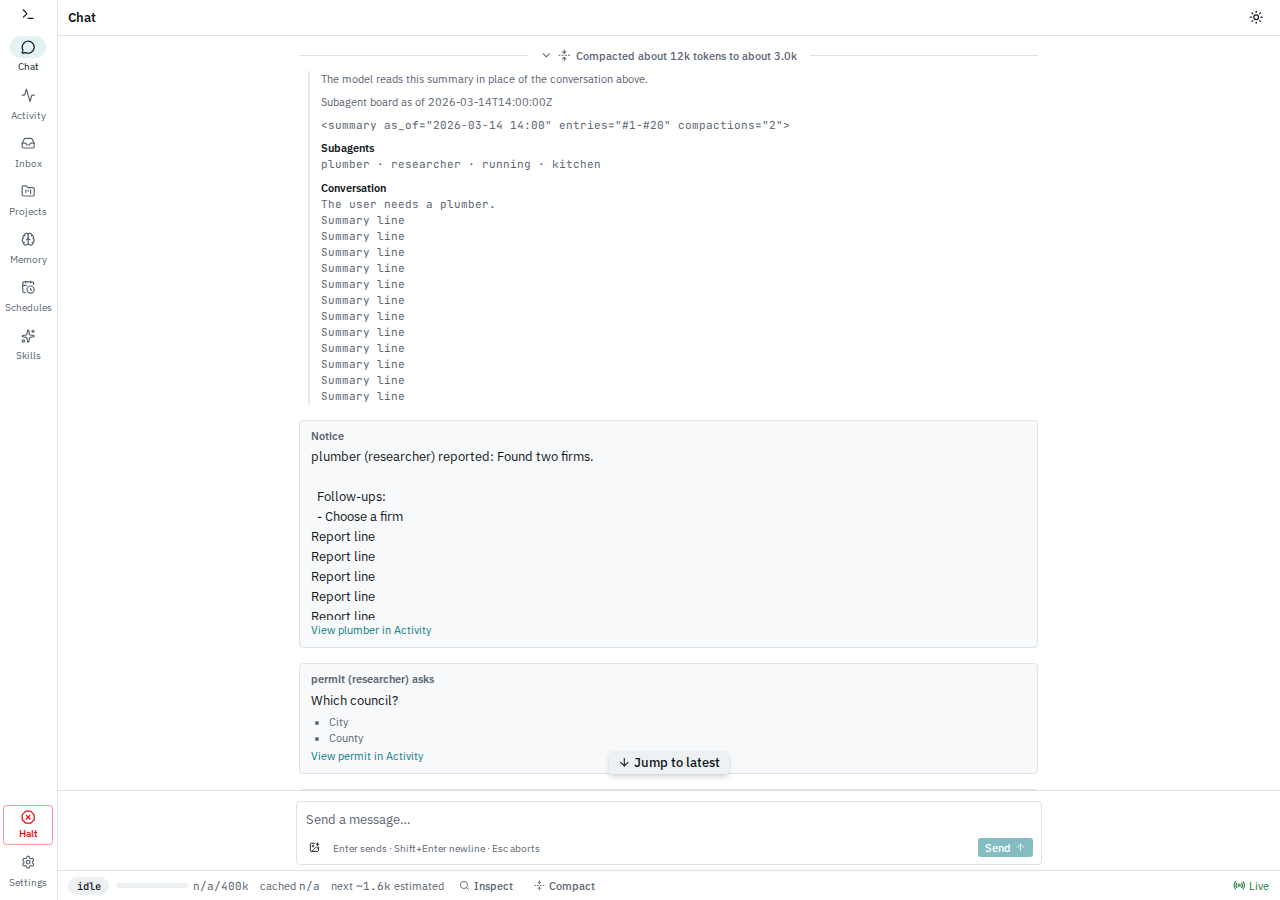 Chat
Chat
Activity
Inbox
Projects
Memory
Schedules
Skills
Halt
Settings
Compacted about 12k tokens to about 3.0k
The model reads this summary in place of the conversation above.
Subagent board as of 2026-03-14T14:00:00Z
<summary as_of="2026-03-14 14:00" entries="#1-#20" compactions="2">
Subagents
plumber · researcher · running · kitchen
Conversation
The user needs a plumber.
Summary line
Summary line
Summary line
Summary line
Summary line
Summary line
Summary line
Summary line
Summary line
Summary line
Summary line
Summary line
Notice
plumber (researcher) reported: Found two firms.
Follow-ups:
- Choose a firm
Report line
Report line
Report line
Report line
Report line
View plumber in Activity
permit (researcher) asks
Which council?
• City
• County
View permit in Activity
Jump to latest
Send a message...
Enter sends · Shift+Enter newline · Esc aborts
Send
idle n/a/400k cached n/a next ~1.6k estimated Inspect Compact Live